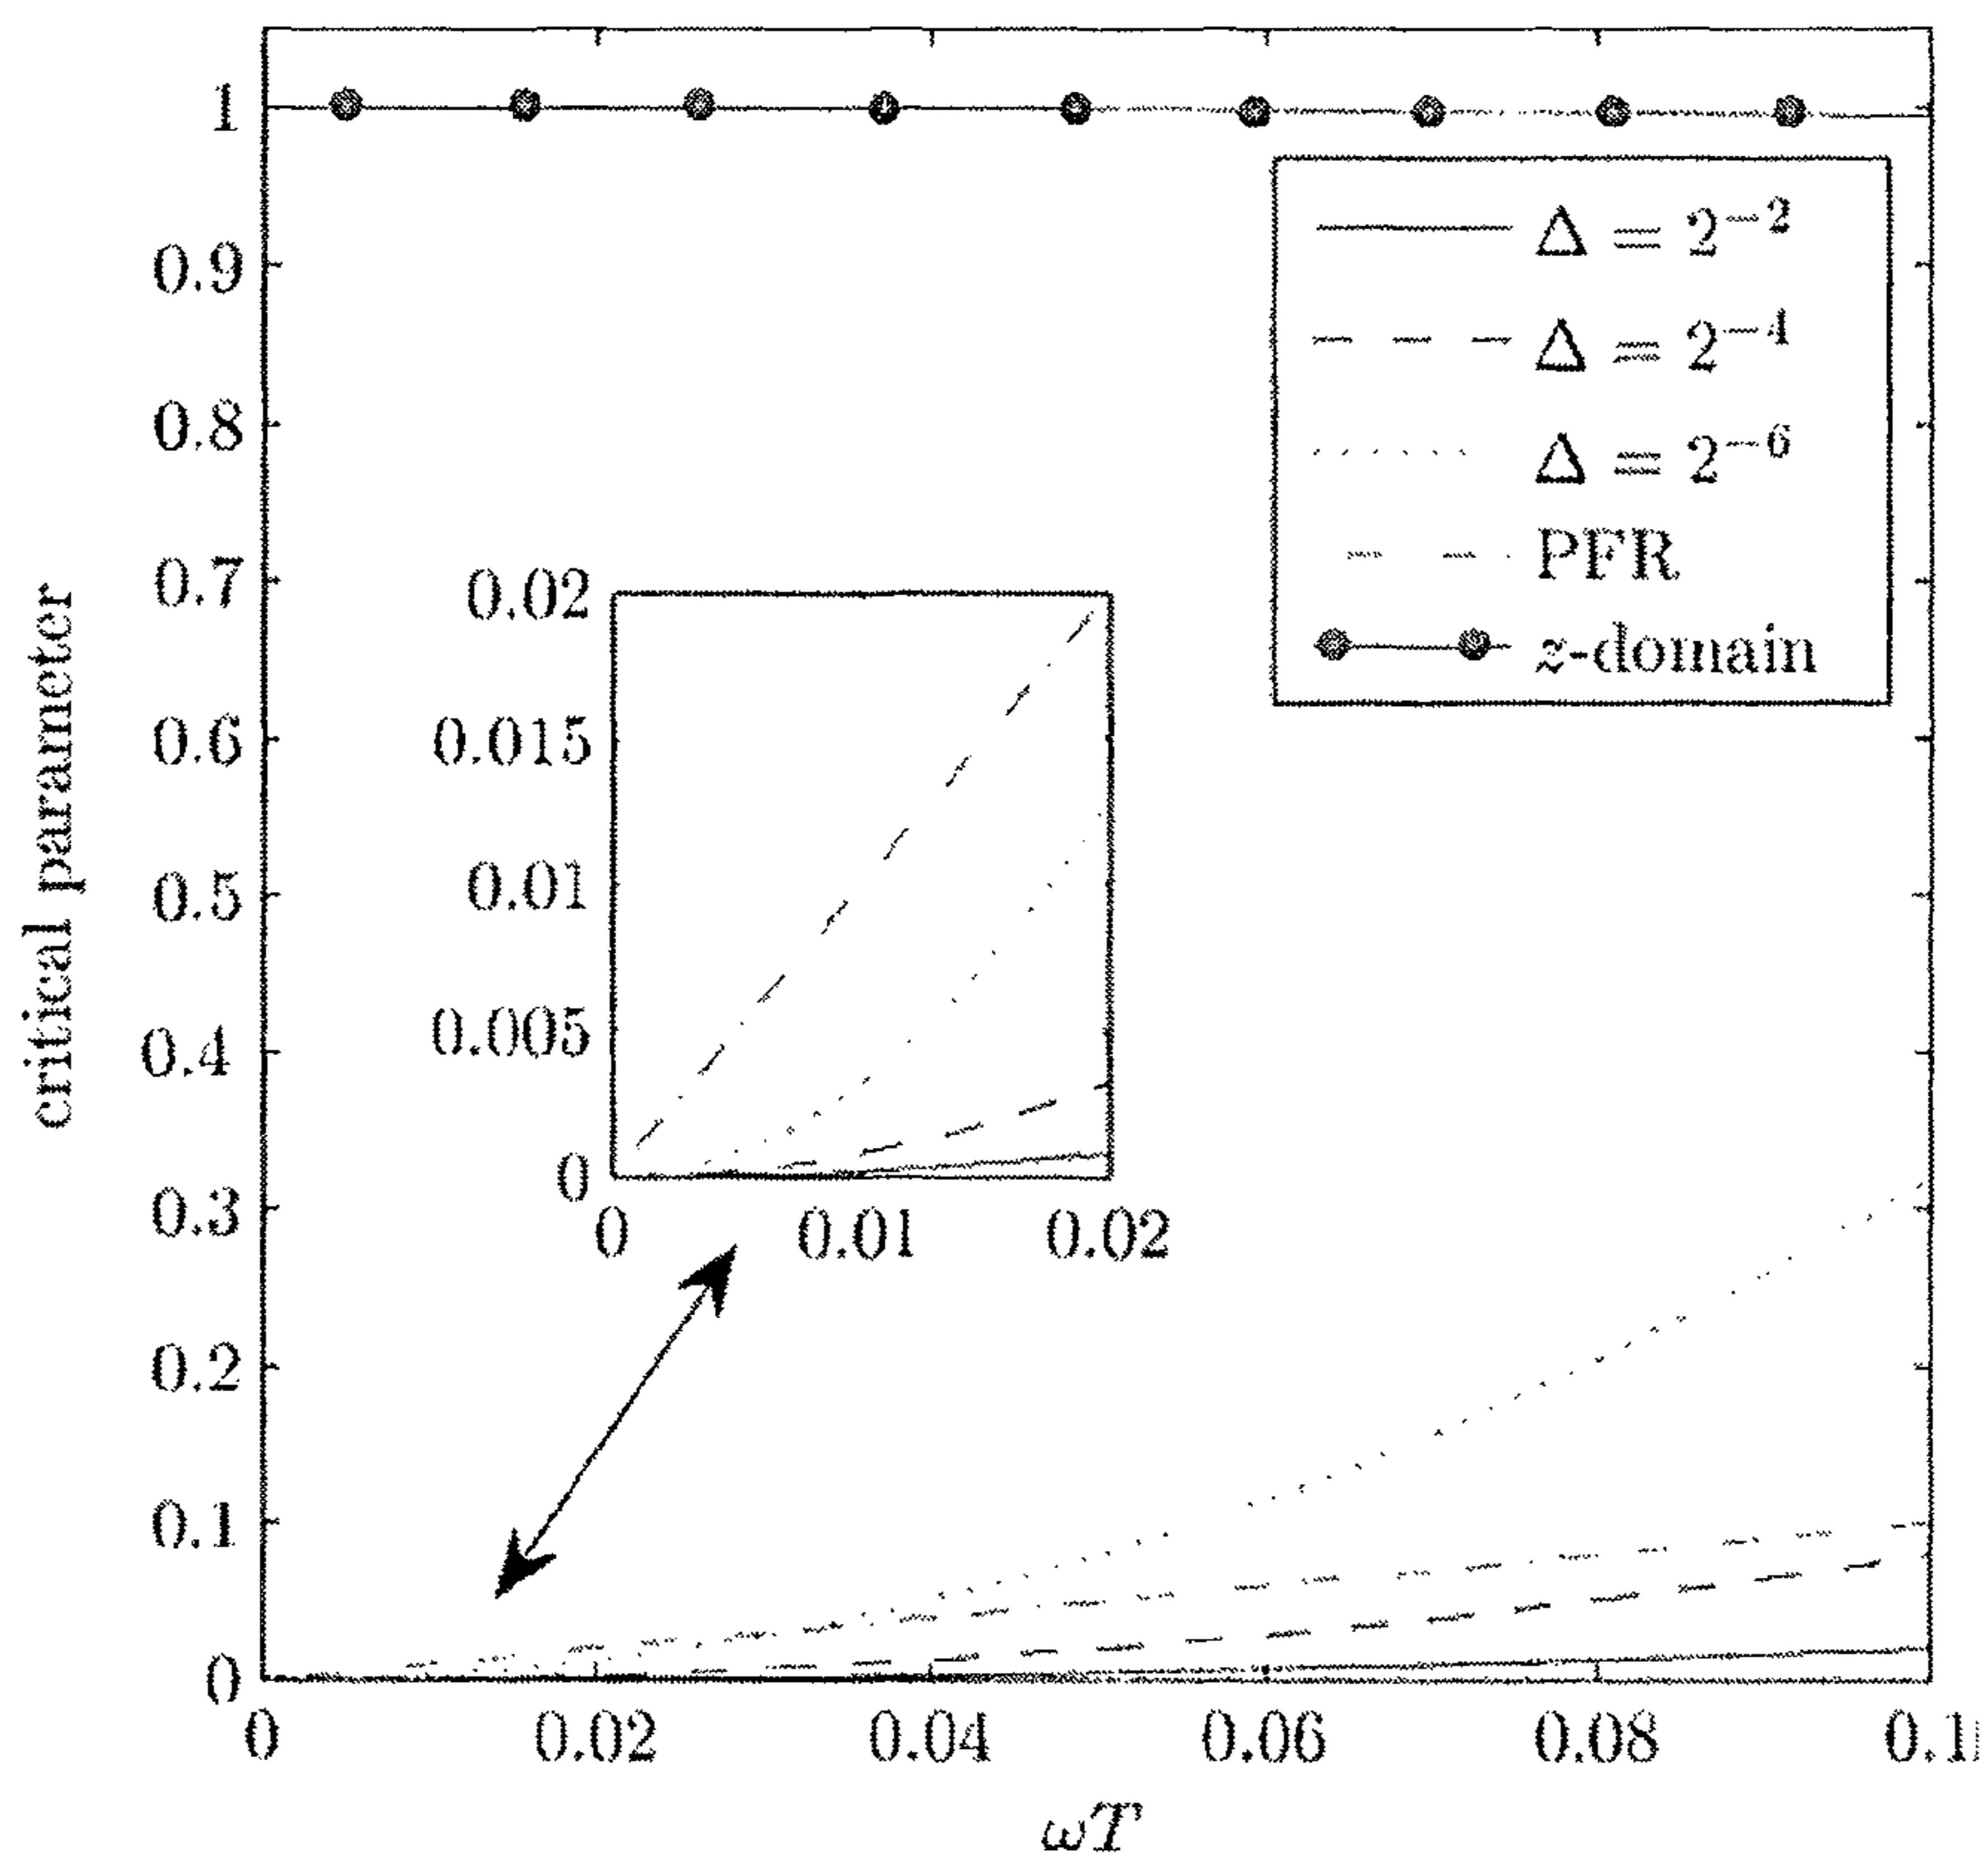 1
0.9
0.8
0.7
0.6
0.5
0.4
0.3
0.2
0.1
0
critical parameter
Δ = 2⁻²
Δ = 2⁻⁴
Δ = 2⁻⁶
PFR
z-domain
0.02
0.015
0.01
0.005
0
0 0.01 0.02
0 0.02 0.04 0.06 0.08 0.1
ωT